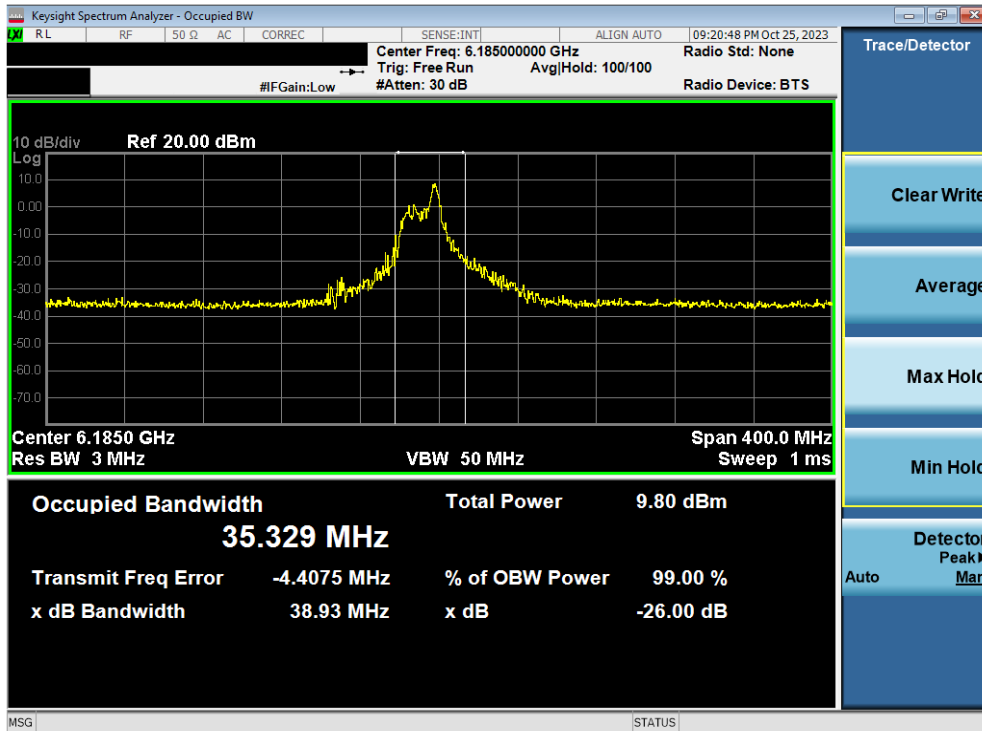 Keysight Spectrum Analyzer - Occupied BW
LXI RL RF 50 Ω AC CORREC SENSE:INT ALIGN AUTO 09:20:48 PM Oct 25, 2023
Center Freq: 6.185000000 GHz Radio Std: None
Trig: Free Run Avg|Hold: 100/100
#IFGain:Low #Atten: 30 dB Radio Device: BTS
Trace/Detector
10 dB/div Ref 20.00 dBm
Log
10.0
0.00
-10.0
-20.0
-30.0
-40.0
-50.0
-60.0
-70.0
Center 6.1850 GHz Span 400.0 MHz
Res BW 3 MHz VBW 50 MHz Sweep 1 ms
Occupied Bandwidth Total Power 9.80 dBm
35.329 MHz
Transmit Freq Error -4.4075 MHz % of OBW Power 99.00 %
x dB Bandwidth 38.93 MHz x dB -26.00 dB
Clear Write
Average
Max Hold
Min Hold
Detector
Peak
Auto Man
MSG STATUS